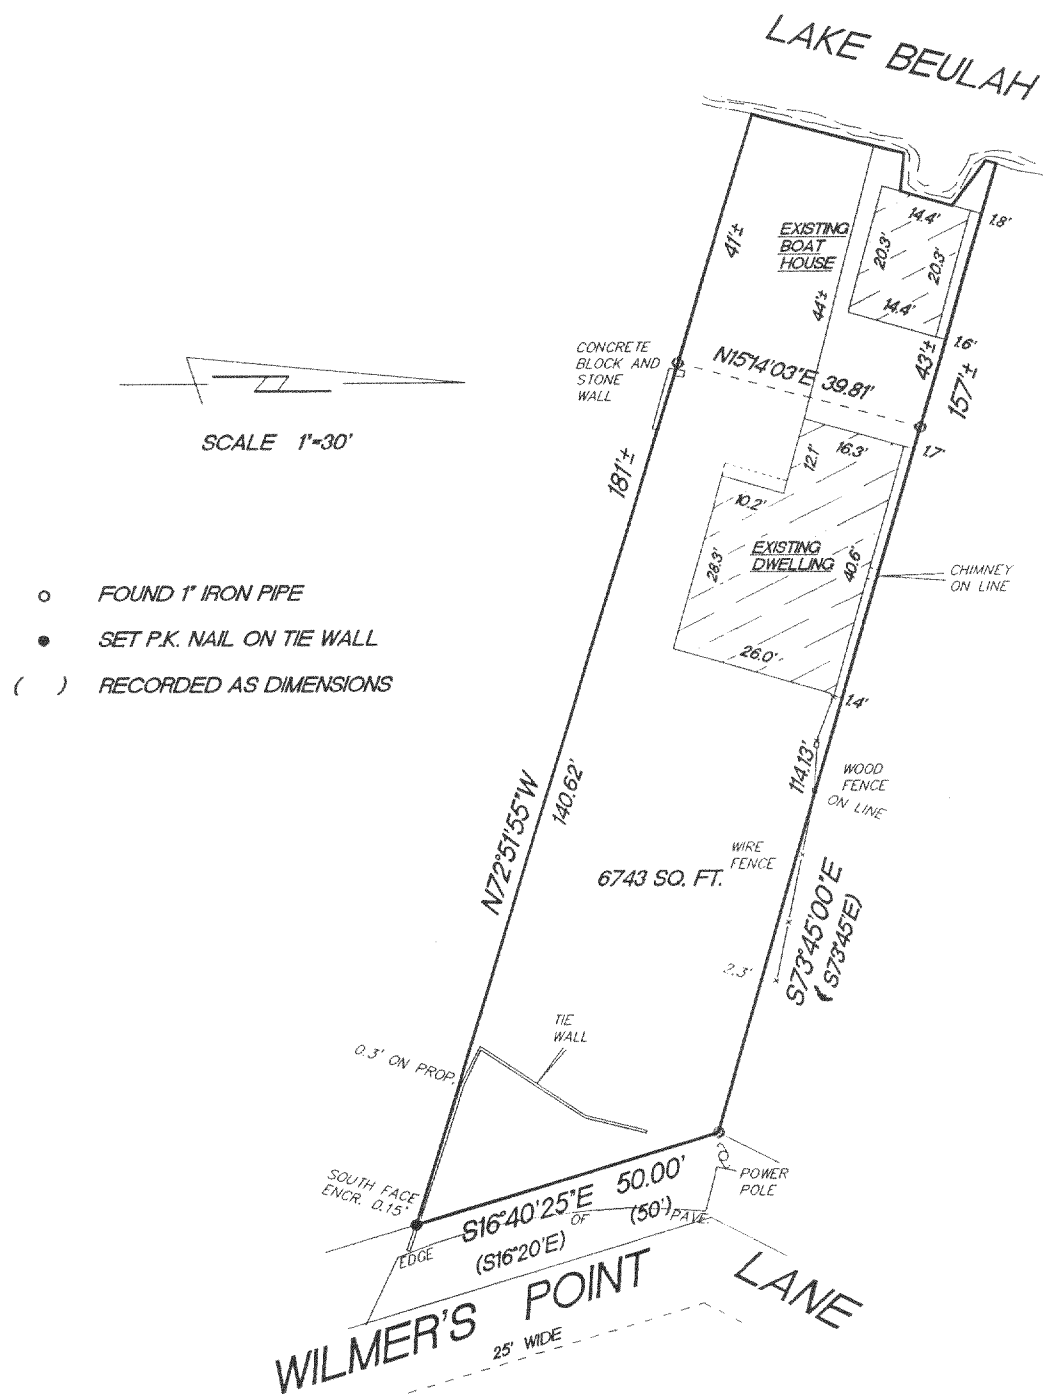 LAKE BEULAH
41'±
EXISTING
BOAT
HOUSE
14.4'
20.3'
20.3'
14.4'
1.8'
1.6'
44'±
43'±
157'±
CONCRETE
BLOCK AND
STONE
WALL
N15°14'03"E 39.81'
SCALE 1"=30'
181'±
12.1'
16.3'
1.7'
10.2'
28.3'
EXISTING
DWELLING
40.6'
CHIMNEY
ON LINE
26.0'
1.4'
FOUND 1" IRON PIPE
SET P.K. NAIL ON TIE WALL
( ) RECORDED AS DIMENSIONS
114.13'
WOOD
FENCE
ON LINE
N72°51'55"W
140.62'
WIRE
FENCE
6743 SQ. FT.
S73°45'00"E
(S73°45'E)
2.3'
TIE
WALL
0.3' ON PROP.
SOUTH FACE
ENCR. 0.15'
S16°40'25"E 50.00'
(S16°20'E) (50')
EDGE OF PAVE.
POWER
POLE
WILMER'S POINT LANE
25' WIDE